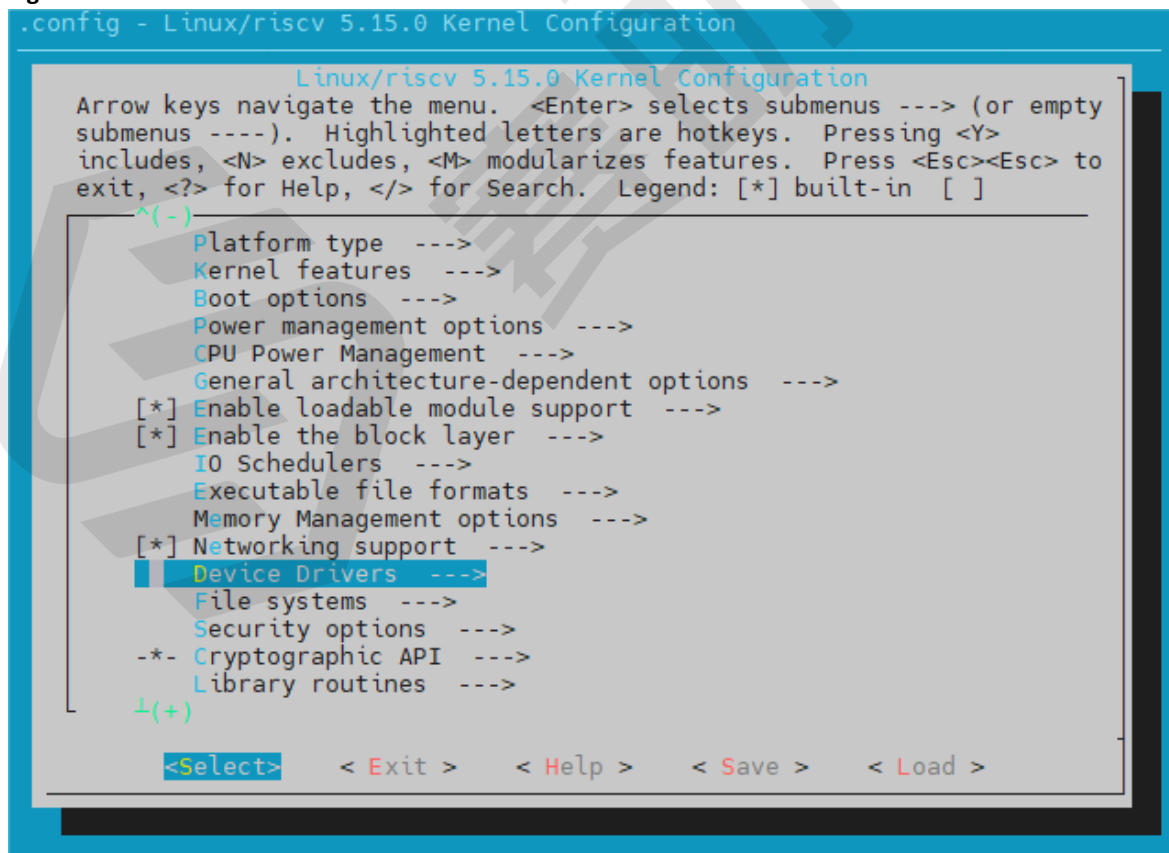 .config - Linux/riscv 5.15.0 Kernel Configuration
Linux/riscv 5.15.0 Kernel Configuration
Arrow keys navigate the menu.  <Enter> selects submenus ---> (or empty
submenus ----).  Highlighted letters are hotkeys.  Pressing <Y>
includes, <N> excludes, <M> modularizes features.  Press <Esc><Esc> to
exit, <?> for Help, </> for Search.  Legend: [*] built-in  [ ]
^(-)
Platform type  --->
Kernel features  --->
Boot options  --->
Power management options  --->
CPU Power Management  --->
General architecture-dependent options  --->
[*] Enable loadable module support  --->
[*] Enable the block layer  --->
IO Schedulers  --->
Executable file formats  --->
Memory Management options  --->
[*] Networking support  --->
Device Drivers  --->
File systems  --->
Security options  --->
-*- Cryptographic API  --->
Library routines  --->
┴(+)
<Select>    < Exit >    < Help >    < Save >    < Load >